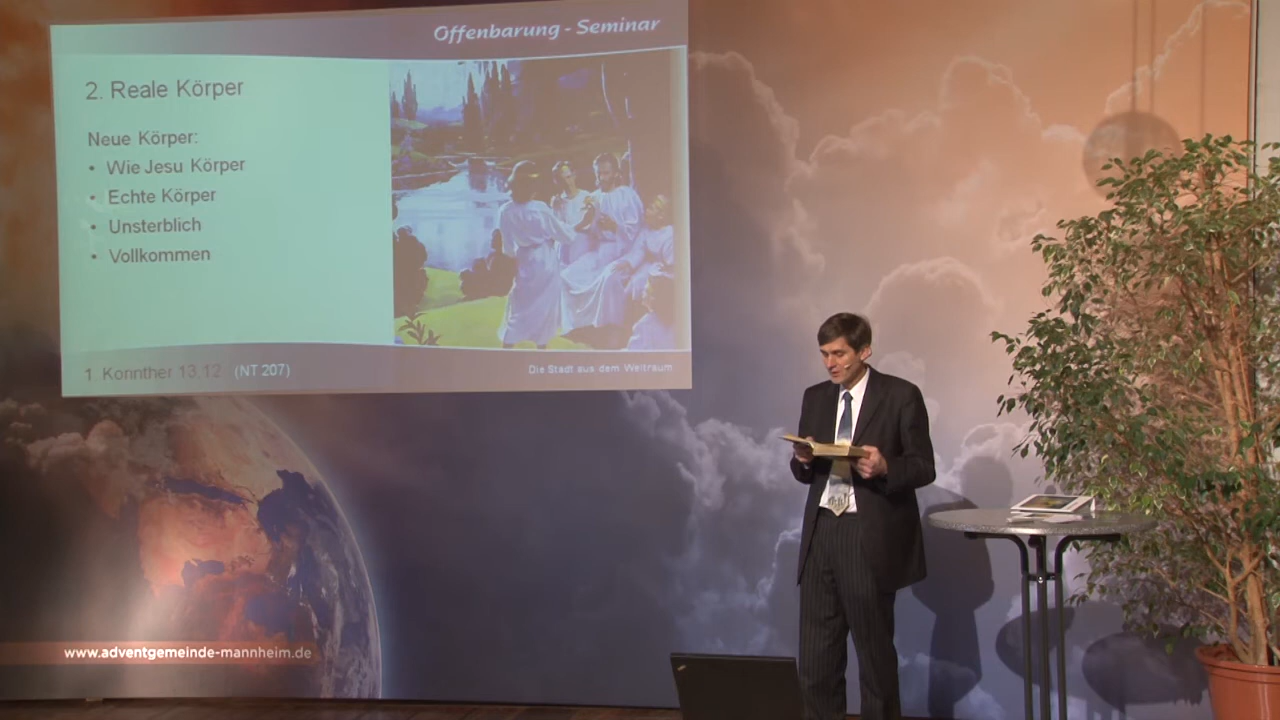 Offenbarung - Seminar
2. Reale Körper
Neue Körper:
• Wie Jesu Körper
• Echte Körper
• Unsterblich
• Vollkommen
1. Korinther 13,12 (NT 207)
Die Stadt aus dem Weltraum
www.adventgemeinde-mannheim.de